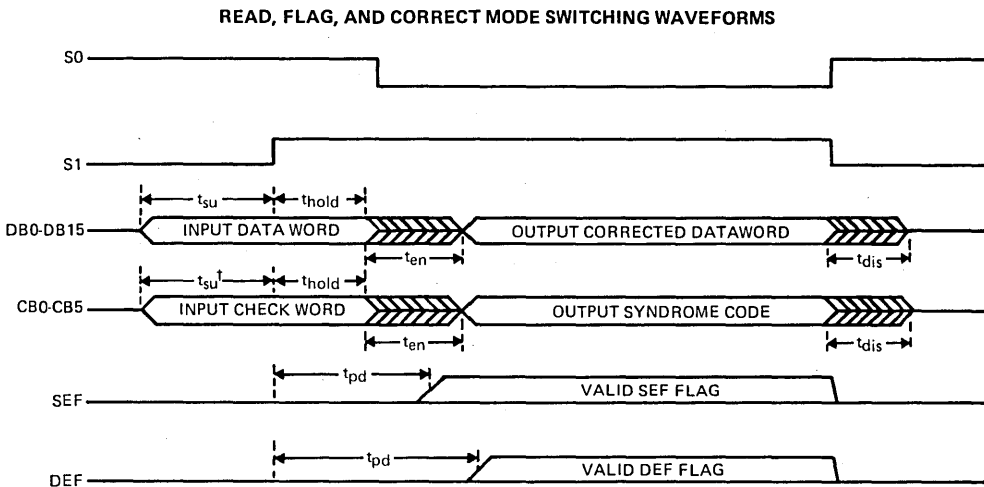 READ, FLAG, AND CORRECT MODE SWITCHING WAVEFORMS
S0
S1
tsu thold
DB0-DB15 INPUT DATA WORD OUTPUT CORRECTED DATAWORD
ten tdis
tsu† thold
CB0-CB5 INPUT CHECK WORD OUTPUT SYNDROME CODE
ten tdis
tpd
SEF VALID SEF FLAG
tpd
DEF VALID DEF FLAG